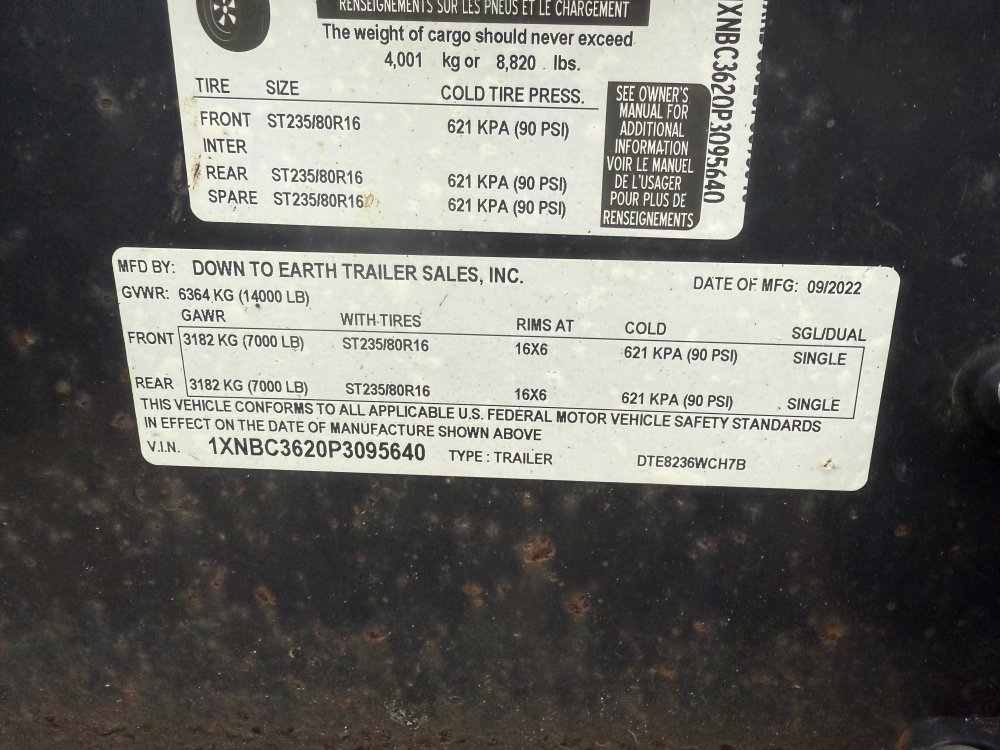 RENSEIGNEMENTS SUR LES PNEUS ET LE CHARGEMENT
The weight of cargo should never exceed
4,001 kg or 8,820 lbs.
TIRE SIZE COLD TIRE PRESS.
FRONT ST235/80R16 621 KPA (90 PSI)
INTER
REAR ST235/80R16 621 KPA (90 PSI)
SPARE ST235/80R16 621 KPA (90 PSI)
SEE OWNER'S
MANUAL FOR
ADDITIONAL
INFORMATION
VOIR LE MANUEL
DE L'USAGER
POUR PLUS DE
RENSEIGNEMENTS
1XNBC3620P3095640
MFD BY: DOWN TO EARTH TRAILER SALES, INC. DATE OF MFG: 09/2022
GVWR: 6364 KG (14000 LB)
GAWR WITH TIRES RIMS AT COLD SGL/DUAL
FRONT 3182 KG (7000 LB) ST235/80R16 16X6 621 KPA (90 PSI) SINGLE
REAR 3182 KG (7000 LB) ST235/80R16 16X6 621 KPA (90 PSI) SINGLE
THIS VEHICLE CONFORMS TO ALL APPLICABLE U.S. FEDERAL MOTOR VEHICLE SAFETY STANDARDS
IN EFFECT ON THE DATE OF MANUFACTURE SHOWN ABOVE
V.I.N. 1XNBC3620P3095640 TYPE : TRAILER DTE8236WCH7B